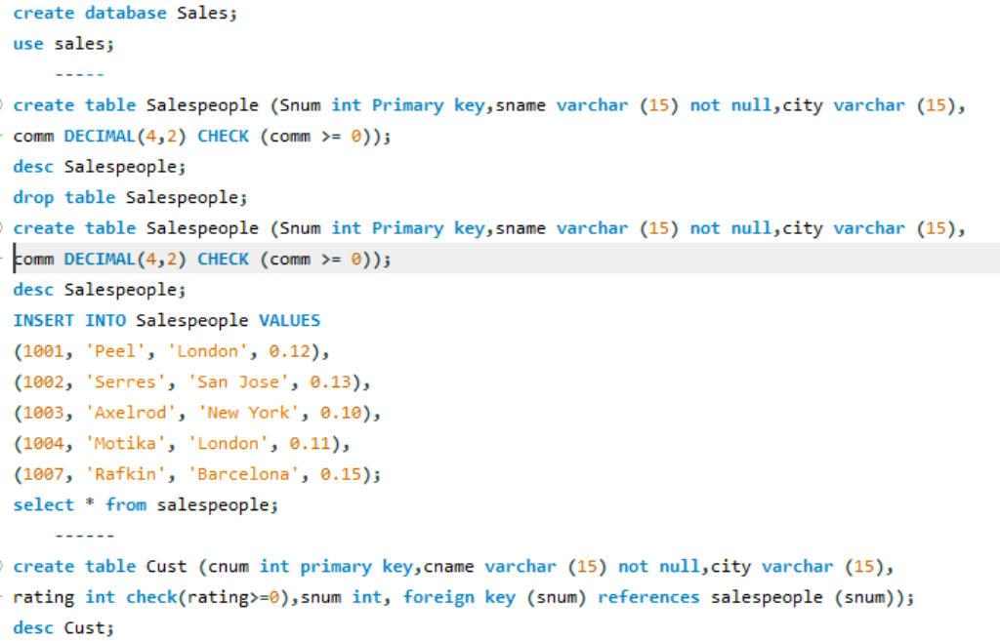 create database Sales;
use sales;
-----
create table Salespeople (Snum int Primary key,sname varchar (15) not null,city varchar (15),
comm DECIMAL(4,2) CHECK (comm >= 0));
desc Salespeople;
drop table Salespeople;
create table Salespeople (Snum int Primary key,sname varchar (15) not null,city varchar (15),
comm DECIMAL(4,2) CHECK (comm >= 0));
desc Salespeople;
INSERT INTO Salespeople VALUES
(1001, 'Peel', 'London', 0.12),
(1002, 'Serres', 'San Jose', 0.13),
(1003, 'Axelrod', 'New York', 0.10),
(1004, 'Motika', 'London', 0.11),
(1007, 'Rafkin', 'Barcelona', 0.15);
select * from salespeople;
------
create table Cust (cnum int primary key,cname varchar (15) not null,city varchar (15),
rating int check(rating>=0),snum int, foreign key (snum) references salespeople (snum));
desc Cust;